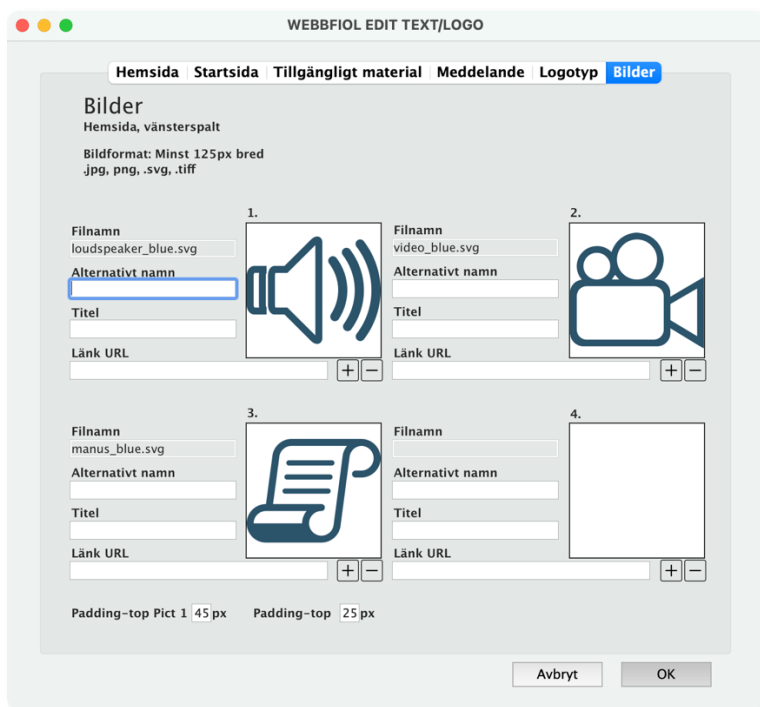 WEBBFIOL EDIT TEXT/LOGO
Hemsida Startsida Tillgängligt material Meddelande Logotyp Bilder
Bilder
Hemsida, vänsterspalt
Bildformat: Minst 125px bred
.jpg, png, .svg, .tiff
1.
Filnamn
loudspeaker_blue.svg
Alternativt namn
Titel
Länk URL
+ −
2.
Filnamn
video_blue.svg
Alternativt namn
Titel
Länk URL
+ −
3.
Filnamn
manus_blue.svg
Alternativt namn
Titel
Länk URL
+ −
4.
Filnamn
Alternativt namn
Titel
Länk URL
+ −
Padding-top Pict 1 45 px Padding-top 25 px
Avbryt OK